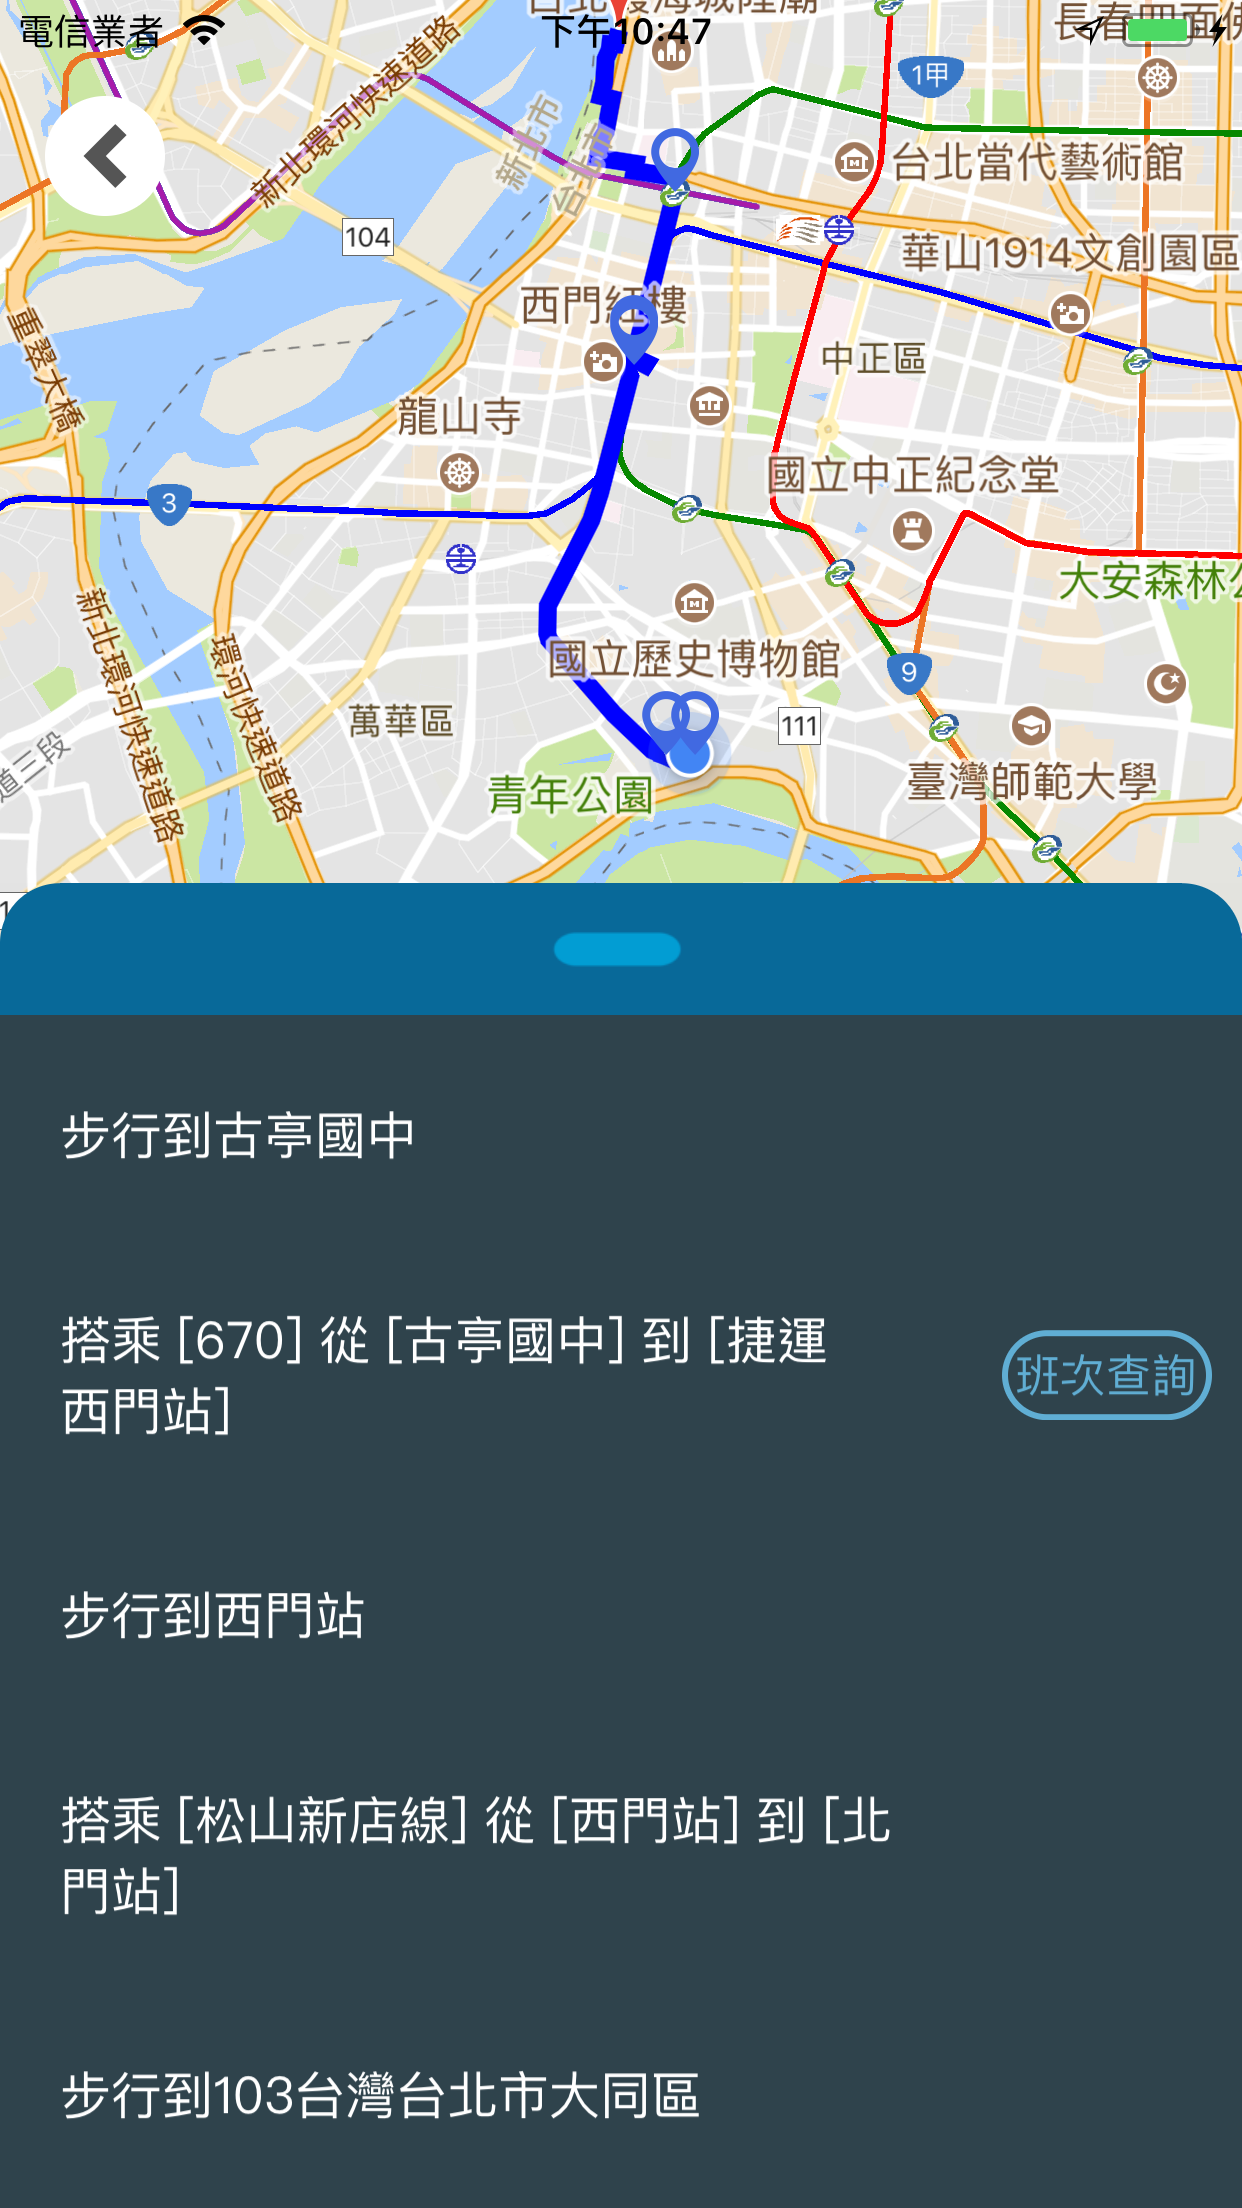 電信業者
下午10:47
1甲
新北環河快速道路
新北市
台北市
台北當代藝術館
104
華山1914文創園區
重翠大橋
西門紅樓
中正區
龍山寺
國立中正紀念堂
3
大安森林公
新北環河快速道路
環河快速道路
國立歷史博物館
9
萬華區
111
道三段
青年公園
臺灣師範大學
步行到古亭國中
搭乘 [670] 從 [古亭國中] 到 [捷運
西門站]
班次查詢
步行到西門站
搭乘 [松山新店線] 從 [西門站] 到 [北
門站]
步行到103台灣台北市大同區